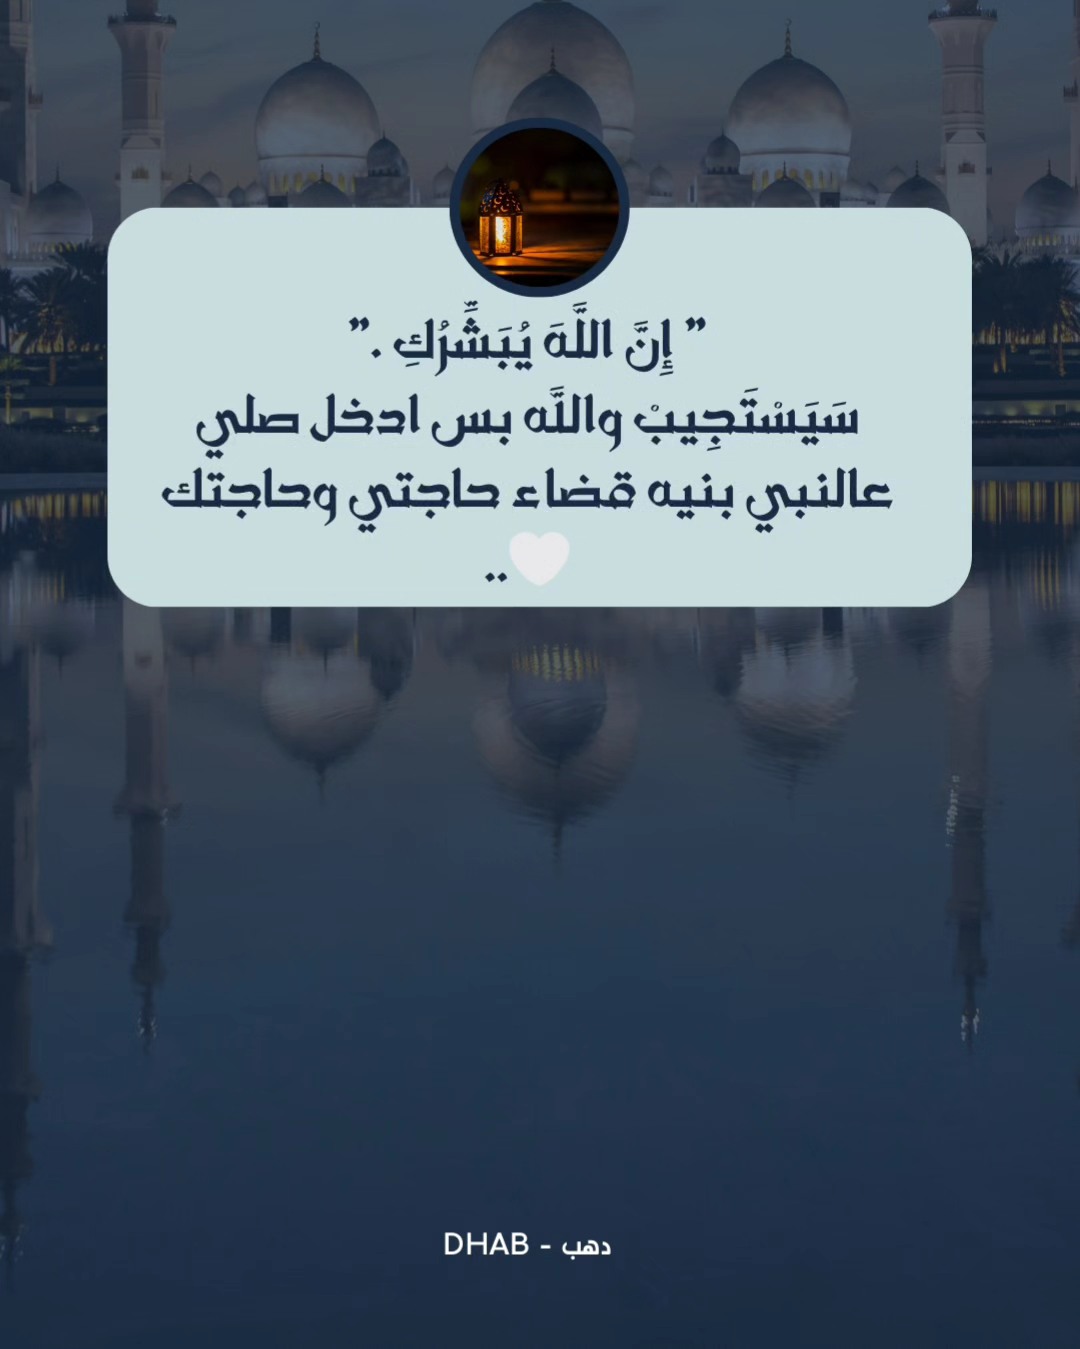 ” إِنَّ اللَّهَ يُبَشِّرُكِ .”
سَيَسْتَجِيبْ واللَّه بس ادخل صلي
عالنبي بنيه قضاء حاجتي وحاجتك
🤍..
DHAB - دهب